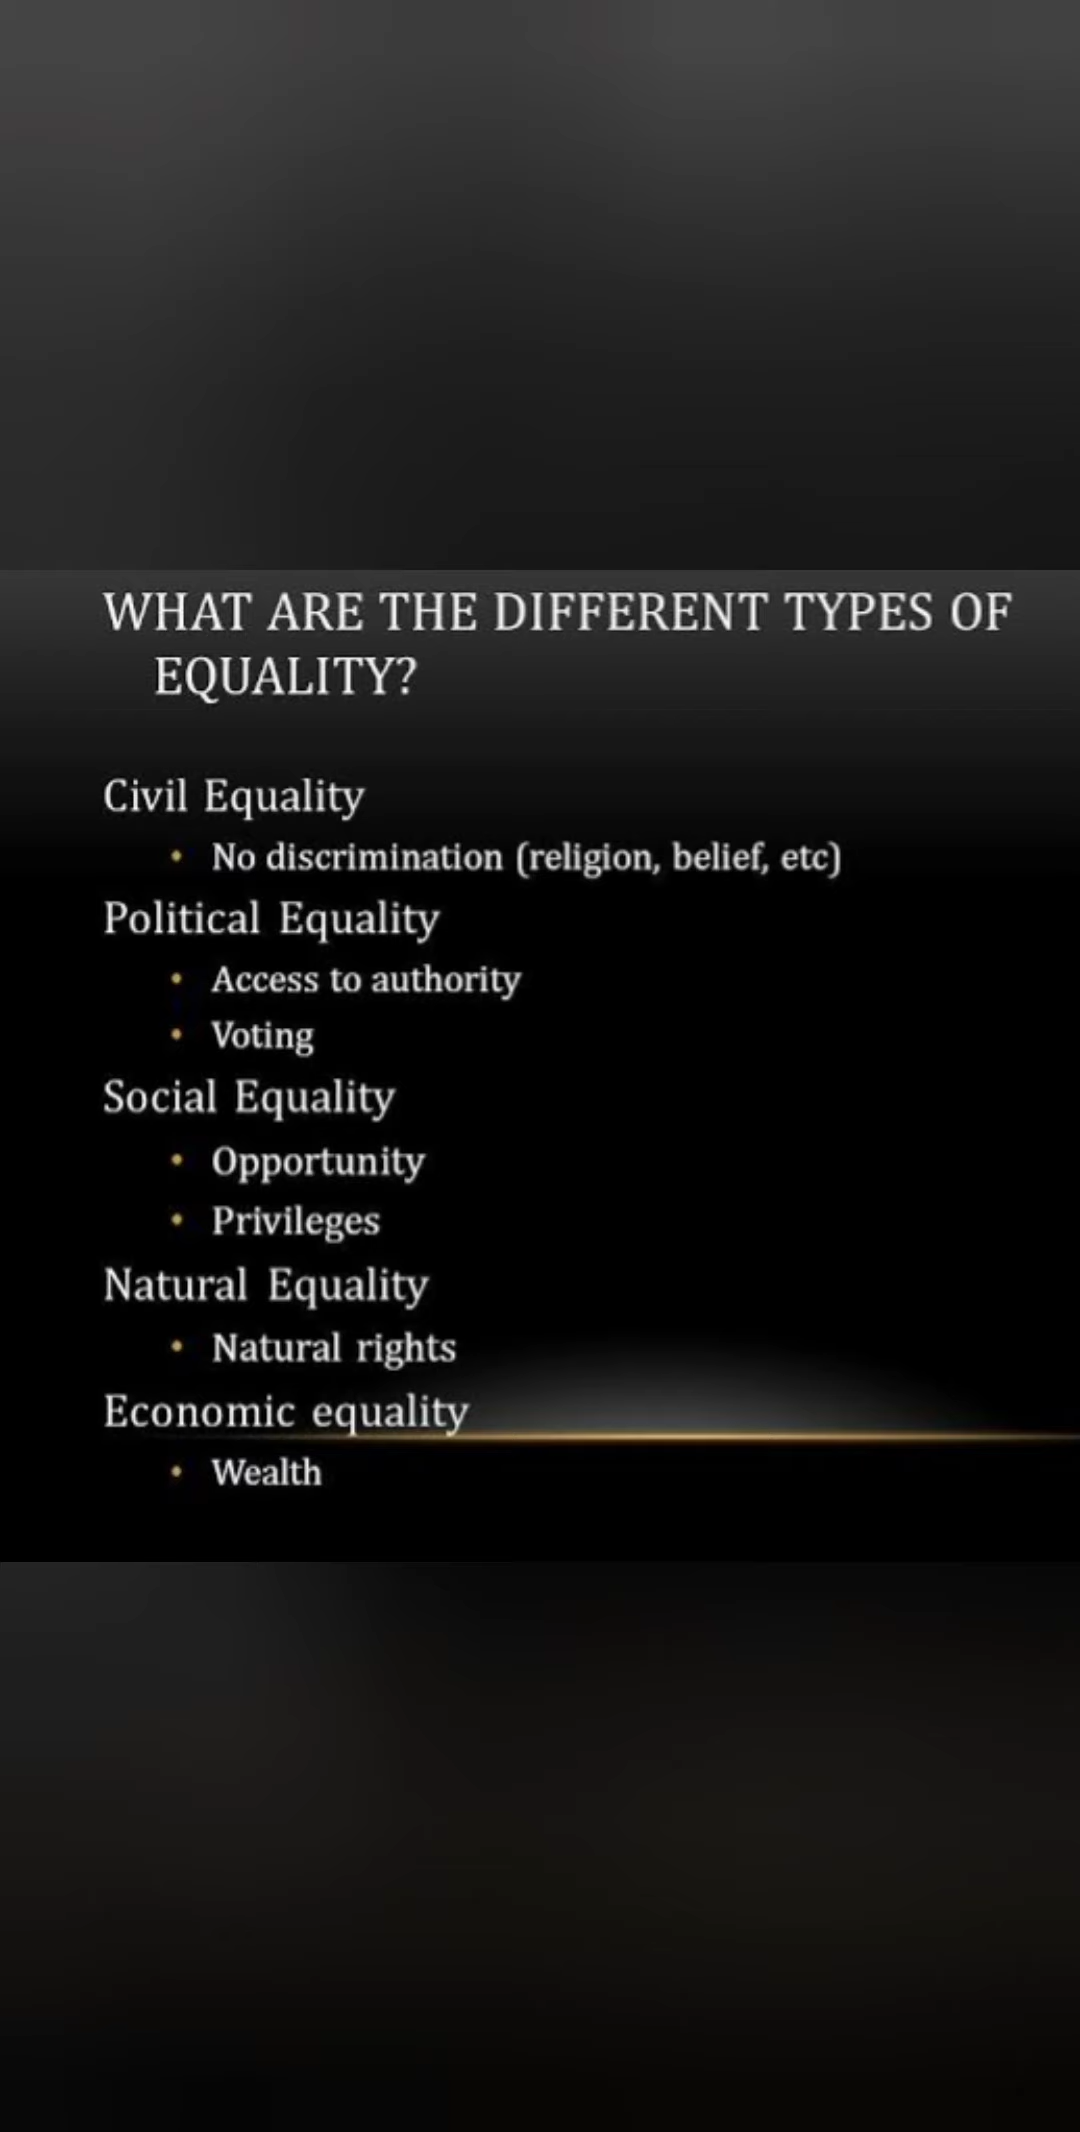 WHAT ARE THE DIFFERENT TYPES OF
EQUALITY?
Civil Equality
• No discrimination (religion, belief, etc)
Political Equality
• Access to authority
• Voting
Social Equality
• Opportunity
• Privileges
Natural Equality
• Natural rights
Economic equality
• Wealth